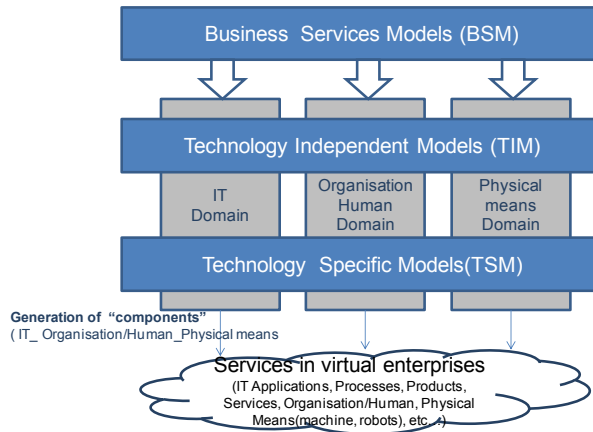 Business Services Models (BSM)
Technology Independent Models (TIM)
IT
Domain
Organisation
Human
Domain
Physical
means
Domain
Technology Specific Models(TSM)
Generation of “components”
( IT_ Organisation/Human_Physical means
Services in virtual enterprises
(IT Applications, Processes, Products,
Services, Organisation/Human, Physical
Means(machine, robots), etc…)